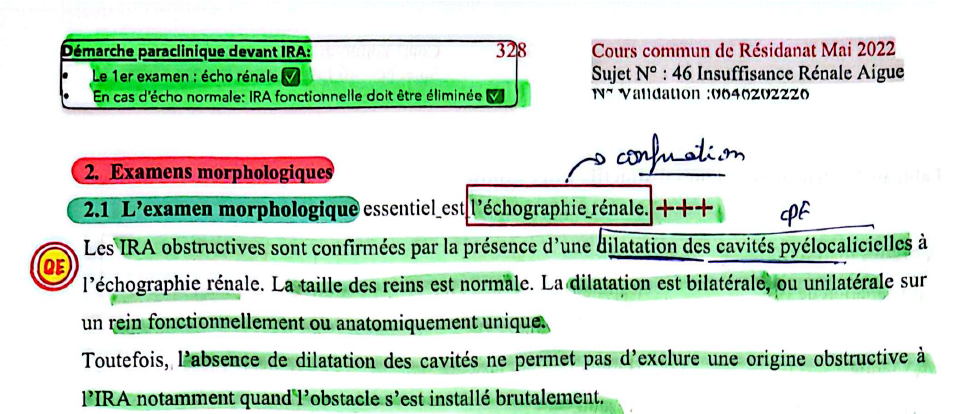 Démarche paraclinique devant IRA:
328
Cours commun de Résidanat Mai 2022
• Le 1er examen : écho rénale ✅
Sujet N° : 46 Insuffisance Rénale Aigue
• En cas d'écho normale: IRA fonctionnelle doit être éliminée ✅
N° Validation :0040202220
confirmation
2. Examens morphologiques
2.1 L'examen morphologique essentiel est l'échographie rénale. +++
QE
Les IRA obstructives sont confirmées par la présence d'une dilatation des cavités pyélocalicielles à
l'échographie rénale. La taille des reins est normale. La dilatation est bilatérale, ou unilatérale sur
un rein fonctionnellement ou anatomiquement unique.
Toutefois, l'absence de dilatation des cavités ne permet pas d'exclure une origine obstructive à
l'IRA notamment quand l'obstacle s'est installé brutalement.